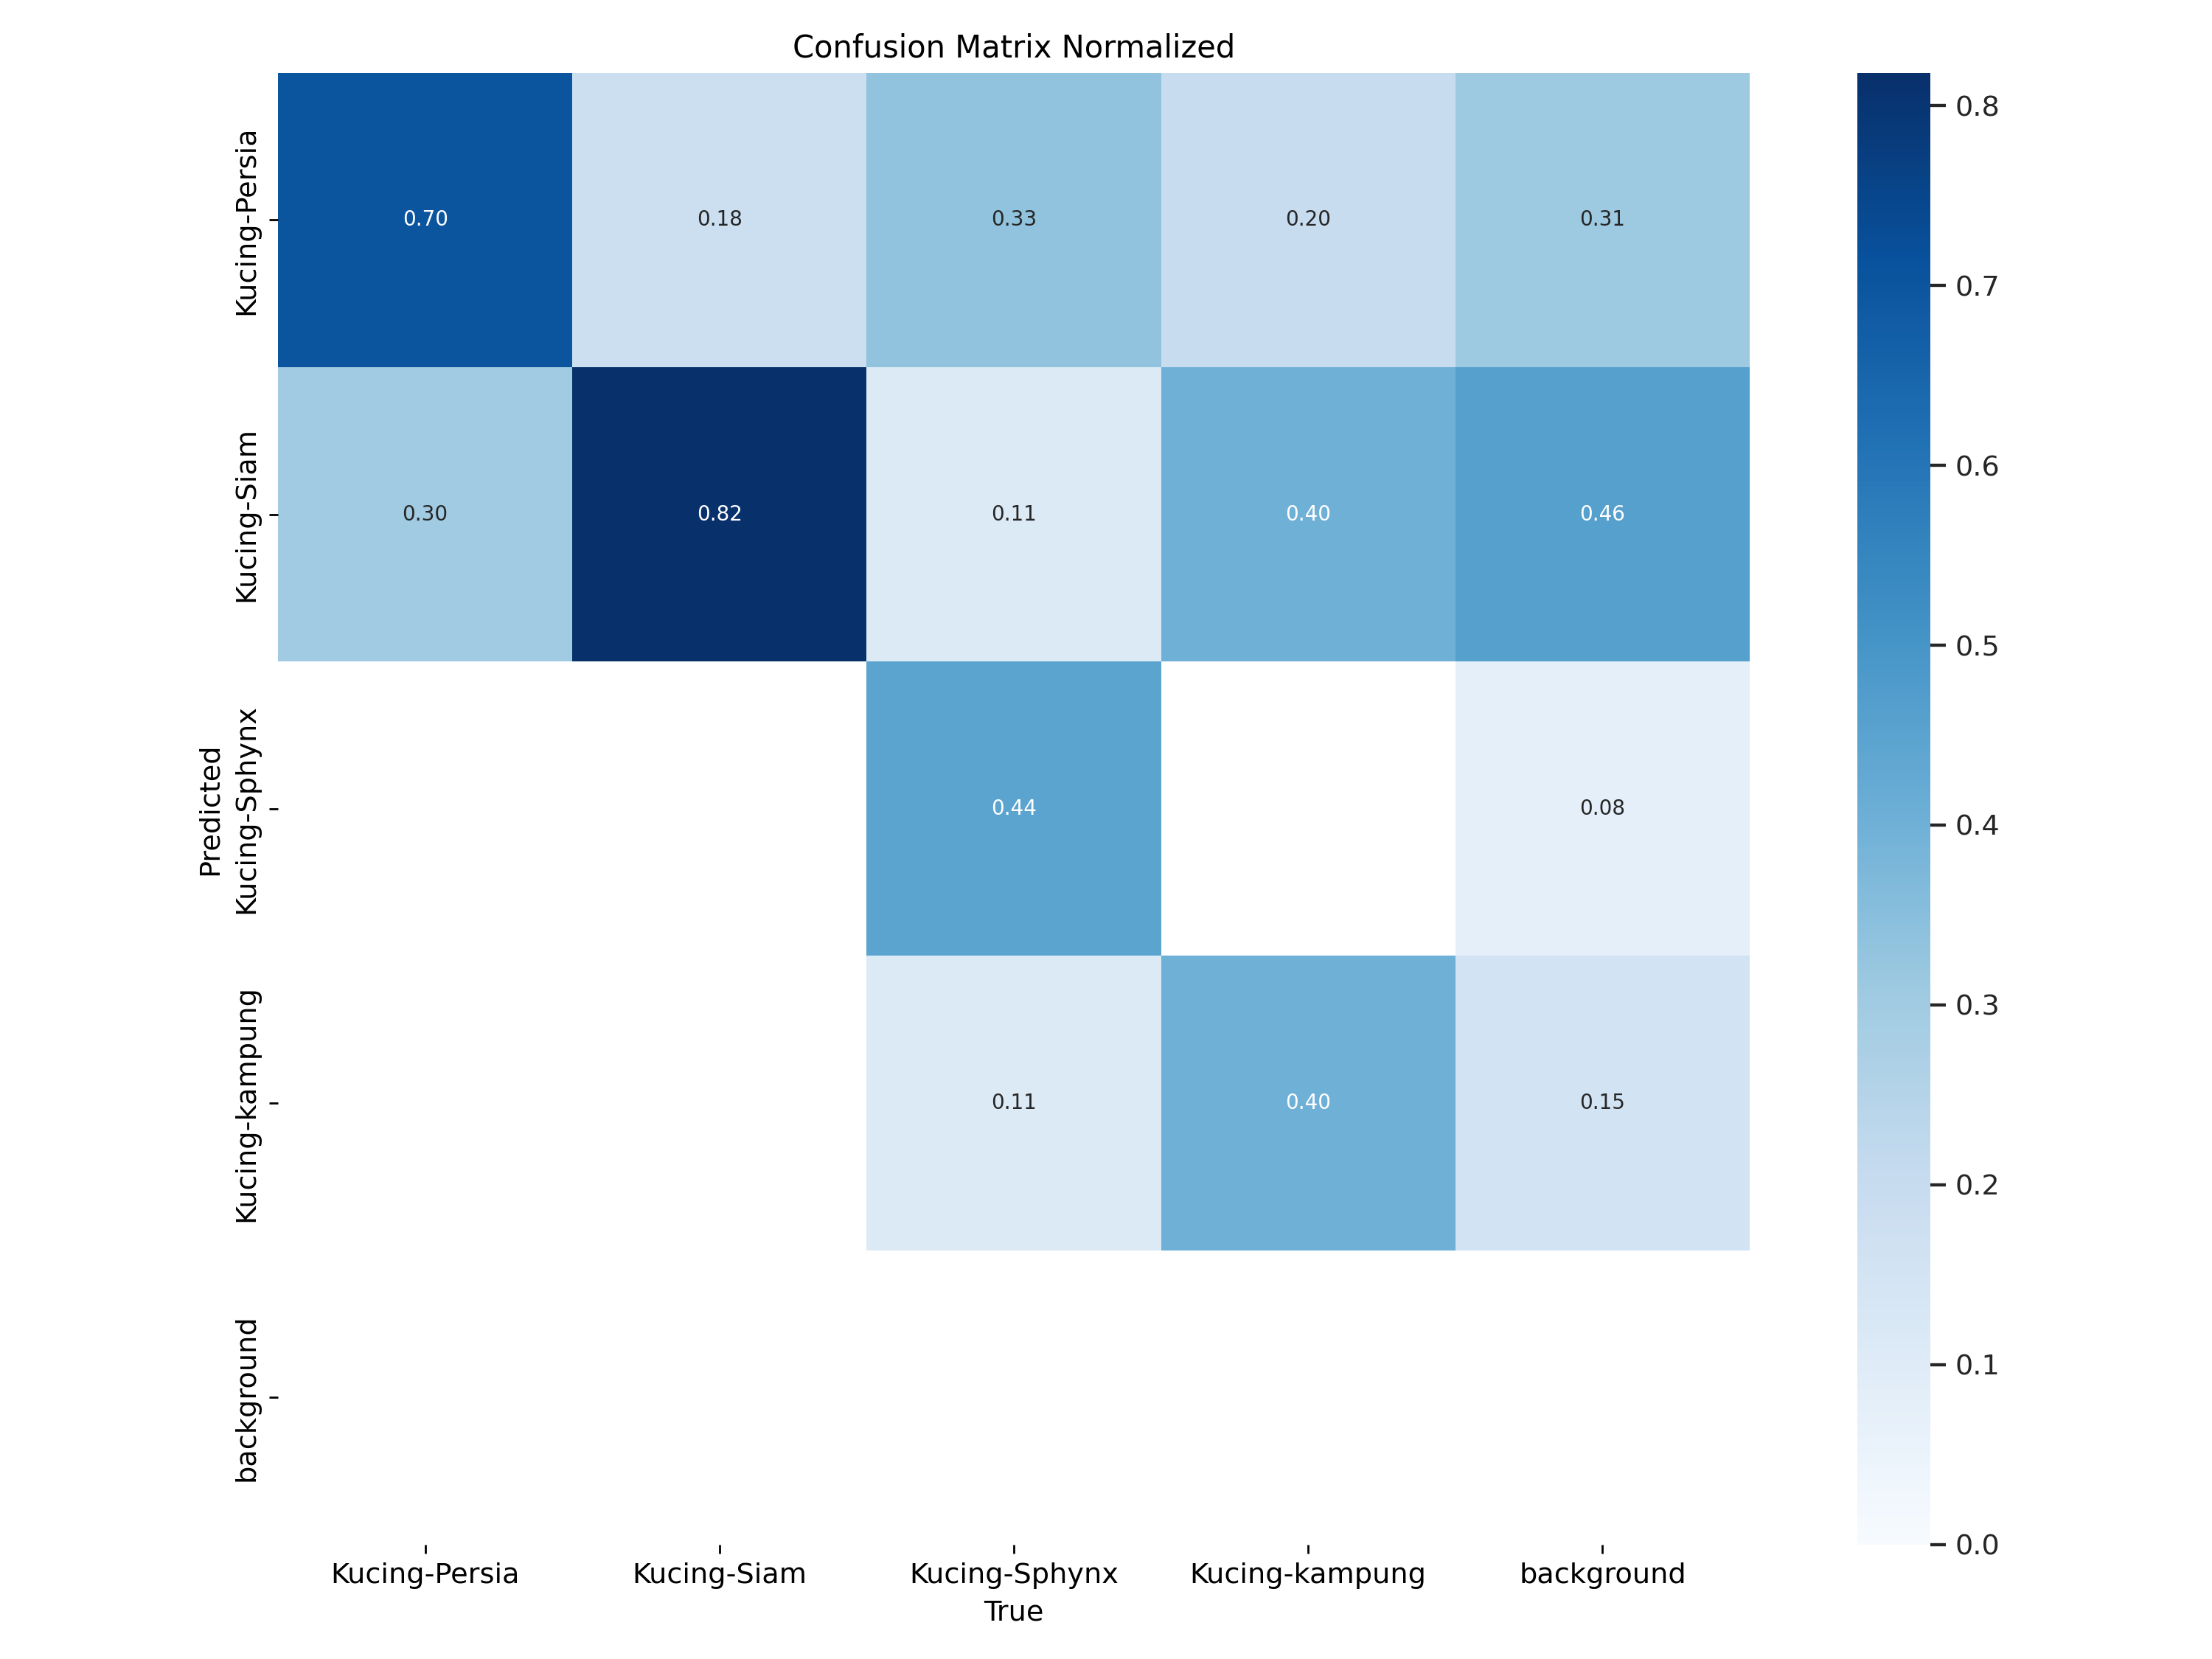 Confusion Matrix Normalized
Predicted
Kucing-Persia
0.70
0.18
0.33
0.20
0.31
Kucing-Siam
0.30
0.82
0.11
0.40
0.46
Kucing-Sphynx
0.44
0.08
Kucing-kampung
0.11
0.40
0.15
background
Kucing-Persia
Kucing-Siam
Kucing-Sphynx
Kucing-kampung
background
True
0.8
0.7
0.6
0.5
0.4
0.3
0.2
0.1
0.0